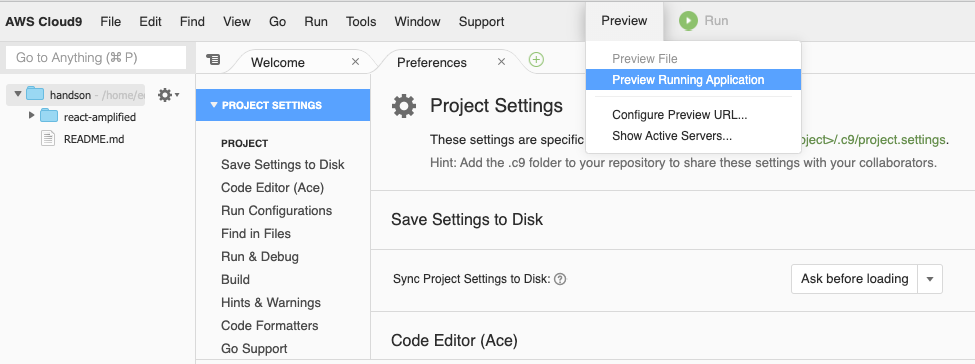 AWS Cloud9 File Edit Find View Go Run Tools Window Support Preview Run
Go to Anything (⌘ P)
Welcome × Preferences ×
Preview File
Preview Running Application
Configure Preview URL...
Show Active Servers...
handson - /home/e
react-amplified
README.md
PROJECT SETTINGS
PROJECT
Save Settings to Disk
Code Editor (Ace)
Run Configurations
Find in Files
Run & Debug
Build
Hints & Warnings
Code Formatters
Go Support
Project Settings
These settings are specific
oject>/.c9/project.settings.
Hint: Add the .c9 folder to your repository to share these settings with your collaborators.
Save Settings to Disk
Sync Project Settings to Disk: ? Ask before loading
Code Editor (Ace)